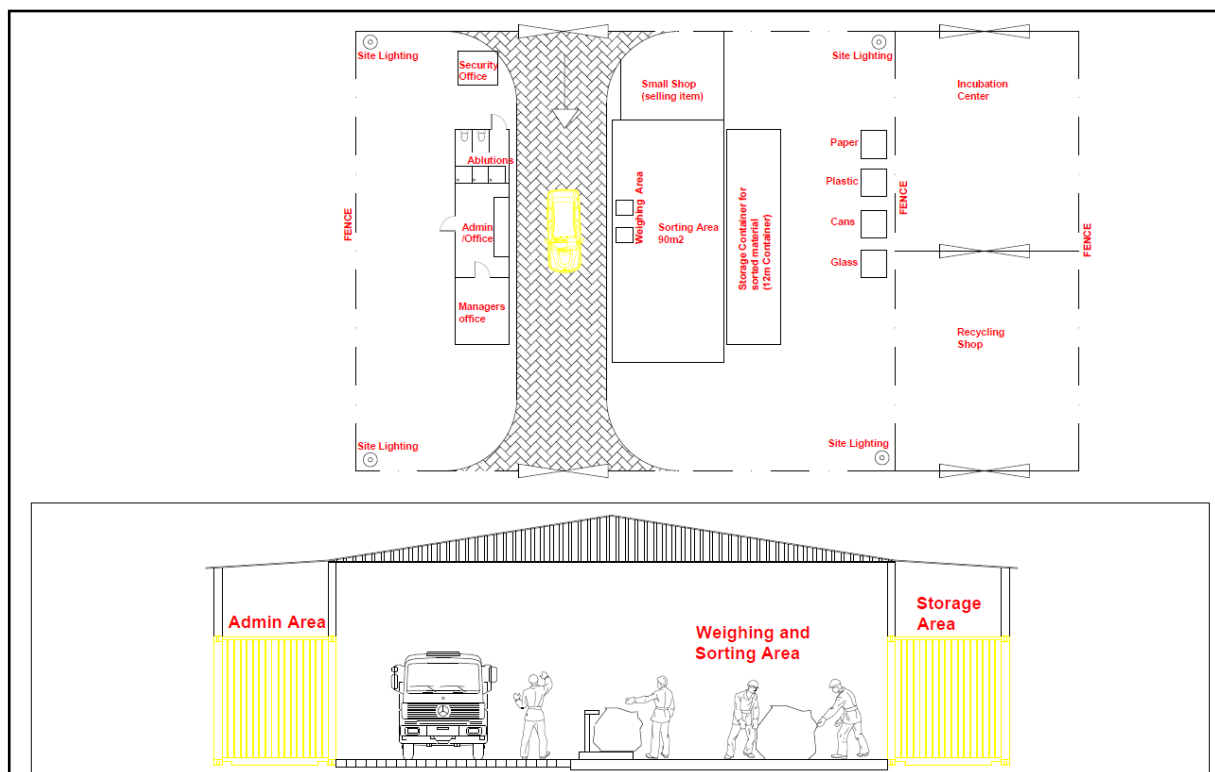 Site Lighting
Security
Office
Small Shop
(selling item)
Site Lighting
Incubation
Center
Paper
Ablutions
Plastic
Weighing Area
FENCE
FENCE
FENCE
Admin
/Office
Sorting Area
90m2
Storage Container for
sorted material
(12m Container)
Cans
Glass
Managers
office
Recycling
Shop
Site Lighting
Site Lighting
Admin Area
Weighing and
Sorting Area
Storage
Area